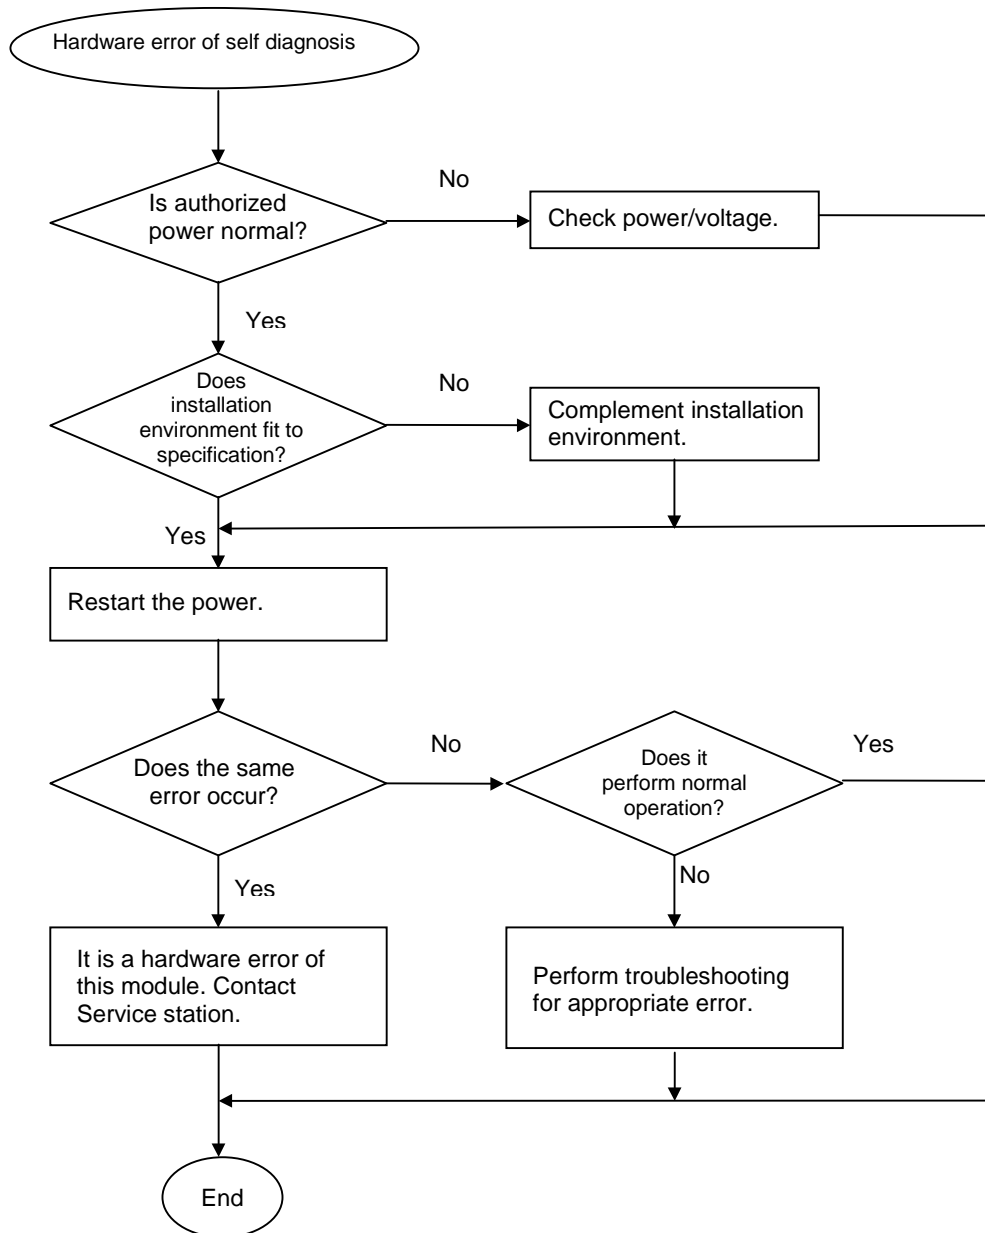 Hardware error of self diagnosis
Is authorized
power normal?
No
Check power/voltage.
Yes
Does
installation
environment fit to
specification?
No
Complement installation
environment.
Yes
Restart the power.
Does the same
error occur?
No
Does it
perform normal
operation?
Yes
Yes
No
It is a hardware error of
this module. Contact
Service station.
Perform troubleshooting
for appropriate error.
End